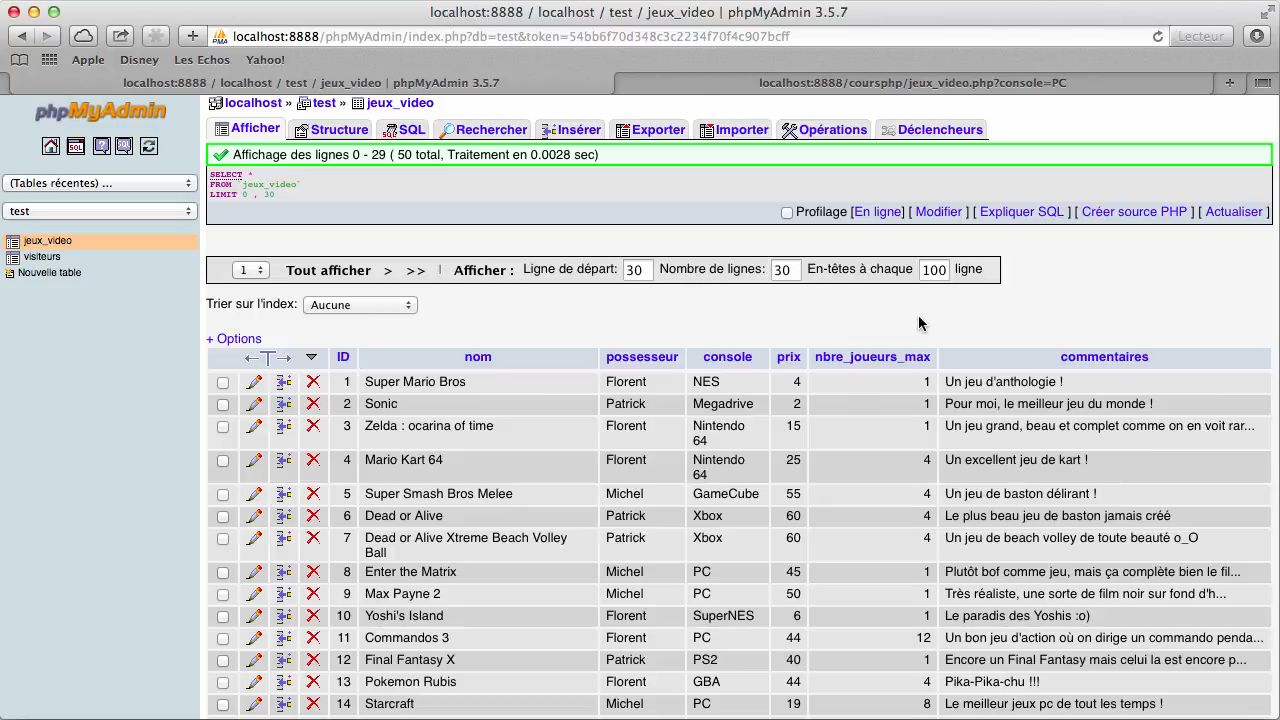 localhost:8888 / localhost / test / jeux_video | phpMyAdmin 3.5.7
localhost:8888/phpMyAdmin/index.php?db=test&token=54bb6f70d348c3c2234f70f4c907bcff
Lecteur
Apple Disney Les Echos Yahoo!
localhost:8888 / localhost / test / jeux_video | phpMyAdmin 3.5.7
localhost:8888/coursphp/jeux_video.php?console=PC
phpMyAdmin
(Tables récentes) ...
test
jeux_video
visiteurs
Nouvelle table
localhost » test » jeux_video
Afficher Structure SQL Rechercher Insérer Exporter Importer Opérations Déclencheurs
Affichage des lignes 0 - 29 ( 50 total, Traitement en 0.0028 sec)
SELECT *
FROM `jeux_video`
LIMIT 0 , 30
Profilage [En ligne] [ Modifier ] [ Expliquer SQL ] [ Créer source PHP ] [ Actualiser ]
1 Tout afficher > >> | Afficher : Ligne de départ: 30 Nombre de lignes: 30 En-têtes à chaque 100 ligne
Trier sur l'index: Aucune
+ Options
←T→ ID nom possesseur console prix nbre_joueurs_max commentaires
1 Super Mario Bros Florent NES 4 1 Un jeu d'anthologie !
2 Sonic Patrick Megadrive 2 1 Pour moi, le meilleur jeu du monde !
3 Zelda : ocarina of time Florent Nintendo 64 15 1 Un jeu grand, beau et complet comme on en voit rar...
4 Mario Kart 64 Florent Nintendo 64 25 4 Un excellent jeu de kart !
5 Super Smash Bros Melee Michel GameCube 55 4 Un jeu de baston délirant !
6 Dead or Alive Patrick Xbox 60 4 Le plus beau jeu de baston jamais créé
7 Dead or Alive Xtreme Beach Volley Ball Patrick Xbox 60 4 Un jeu de beach volley de toute beauté o_O
8 Enter the Matrix Michel PC 45 1 Plutôt bof comme jeu, mais ça complète bien le fil...
9 Max Payne 2 Michel PC 50 1 Très réaliste, une sorte de film noir sur fond d'h...
10 Yoshi's Island Florent SuperNES 6 1 Le paradis des Yoshis :o)
11 Commandos 3 Florent PC 44 12 Un bon jeu d'action où on dirige un commando penda...
12 Final Fantasy X Patrick PS2 40 1 Encore un Final Fantasy mais celui la est encore p...
13 Pokemon Rubis Florent GBA 44 4 Pika-Pika-chu !!!
14 Starcraft Michel PC 19 8 Le meilleur jeux pc de tout les temps !